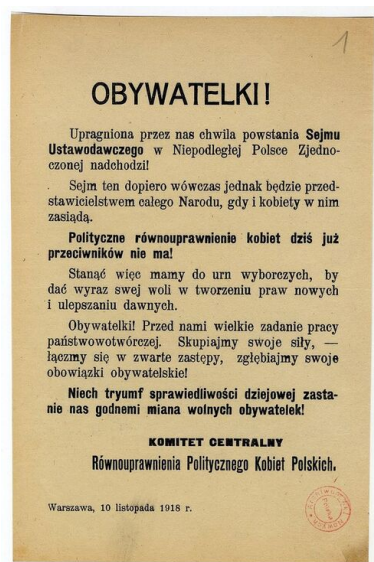 1
OBYWATELKI!
Upragniona przez nas chwila powstania Sejmu
Ustawodawczego w Niepodległej Polsce Zjedno-
czonej nadchodzi!
Sejm ten dopiero wówczas jednak będzie przed-
stawicielstwem całego Narodu, gdy i kobiety w nim
zasiądą.
Polityczne równouprawnienie kobiet dziś już
przeciwników nie ma!
Stanąć więc mamy do urn wyborczych, by
dać wyraz swej woli w tworzeniu praw nowych
i ulepszaniu dawnych.
Obywatelki! Przed nami wielkie zadanie pracy
państwowotwórczej. Skupiajmy swoje siły, —
łączmy się w zwarte zastępy, zgłębiajmy swoje
obowiązki obywatelskie!
Niech tryumf sprawiedliwości dziejowej zasta-
nie nas godnemi miana wolnych obywatelek!
KOMITET CENTRALNY
Równouprawnienia Politycznego Kobiet Polskich.
Warszawa, 10 listopada 1918 r.